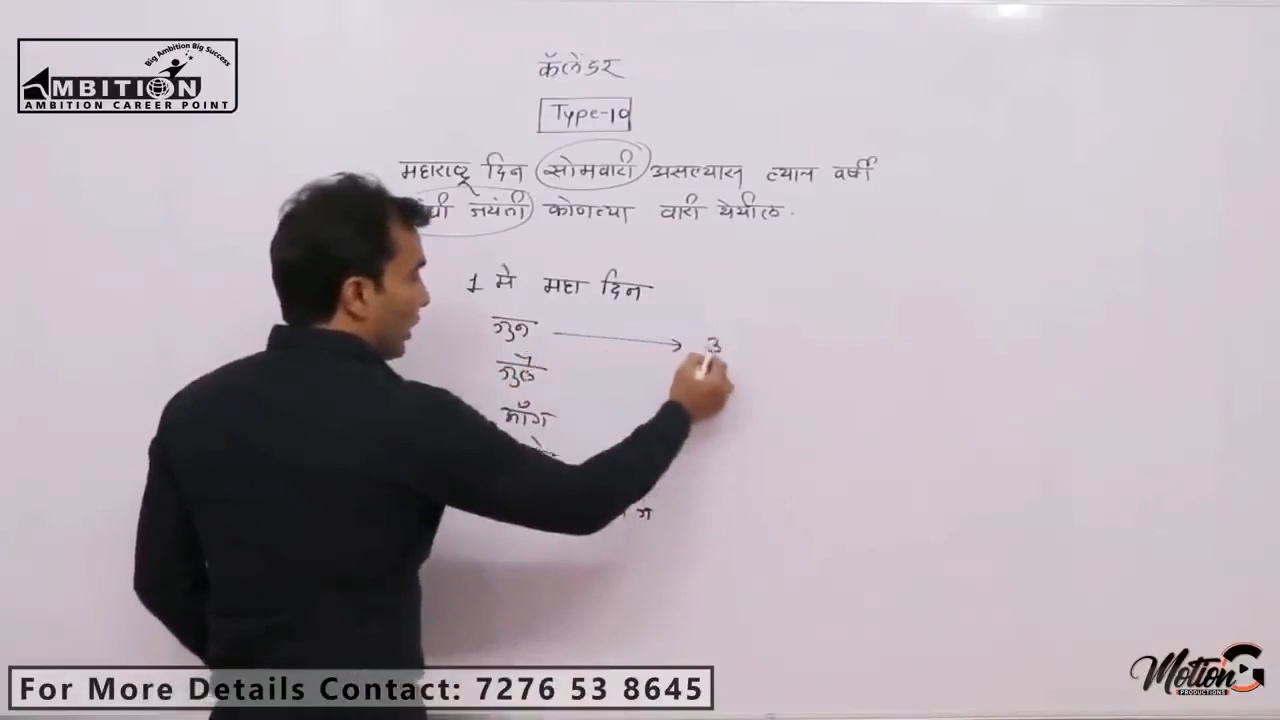 Big Ambition Big Success
AMBITION
AMBITION CAREER POINT
कॅलेंडर
Type-10
महाराष्ट्र दिन सोमवारी असल्यास त्याच वर्षी
जयंती कोणत्या वारी येयील.
1 मे महा दिन
जुन → 3
जुलै
ऑग
For More Details Contact: 7276 53 8645
Motion G
PRODUCTIONS